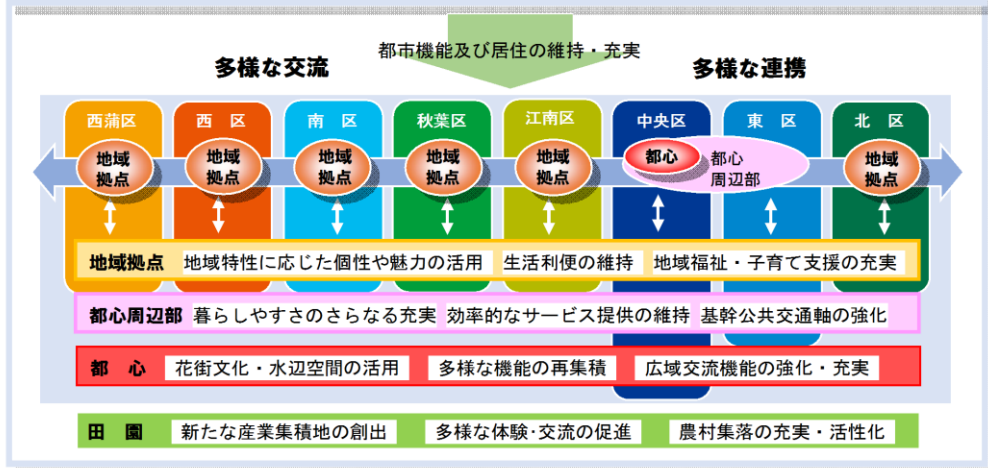 都市機能及び居住の維持・充実
多様な交流
多様な連携
西蒲区
西　区
南　区
秋葉区
江南区
中央区
東　区
北　区
地域
拠点
地域
拠点
地域
拠点
地域
拠点
地域
拠点
都心
都心
周辺部
地域
拠点
地域拠点　地域特性に応じた個性や魅力の活用　生活利便の維持　地域福祉・子育て支援の充実
都心周辺部　暮らしやすさのさらなる充実　効率的なサービス提供の維持　基幹公共交通軸の強化
都　心　花街文化・水辺空間の活用　多様な機能の再集積　広域交流機能の強化・充実
田　園　新たな産業集積地の創出　多様な体験・交流の促進　農村集落の充実・活性化